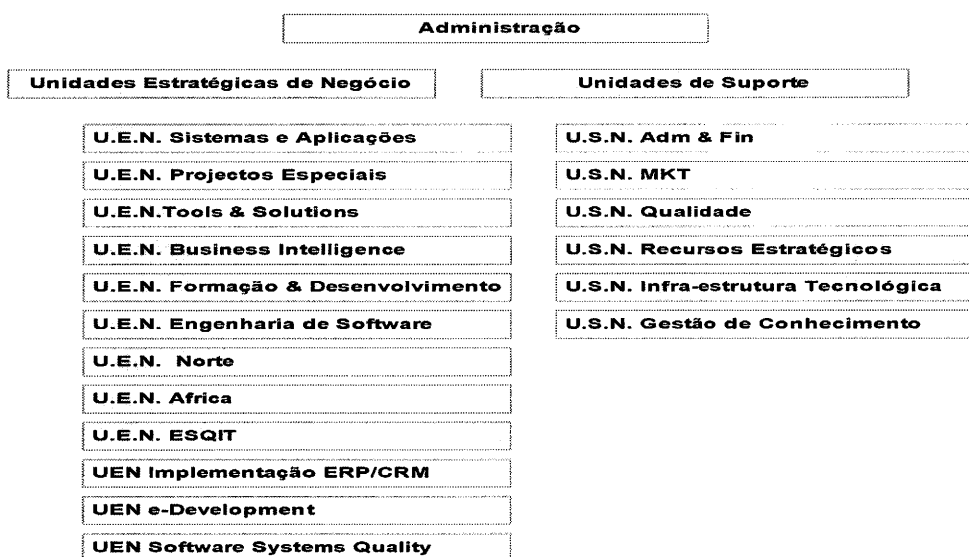 Administração
Unidades Estratégicas de Negócio
Unidades de Suporte
U.E.N. Sistemas e Aplicações
U.E.N. Projectos Especiais
U.E.N.Tools & Solutions
U.E.N. Business Intelligence
U.E.N. Formação & Desenvolvimento
U.E.N. Engenharia de Software
U.E.N. Norte
U.E.N. Africa
U.E.N. ESQIT
UEN Implementação ERP/CRM
UEN e-Development
UEN Software Systems Quality
U.S.N. Adm & Fin
U.S.N. MKT
U.S.N. Qualidade
U.S.N. Recursos Estratégicos
U.S.N. Infra-estrutura Tecnológica
U.S.N. Gestão de Conhecimento